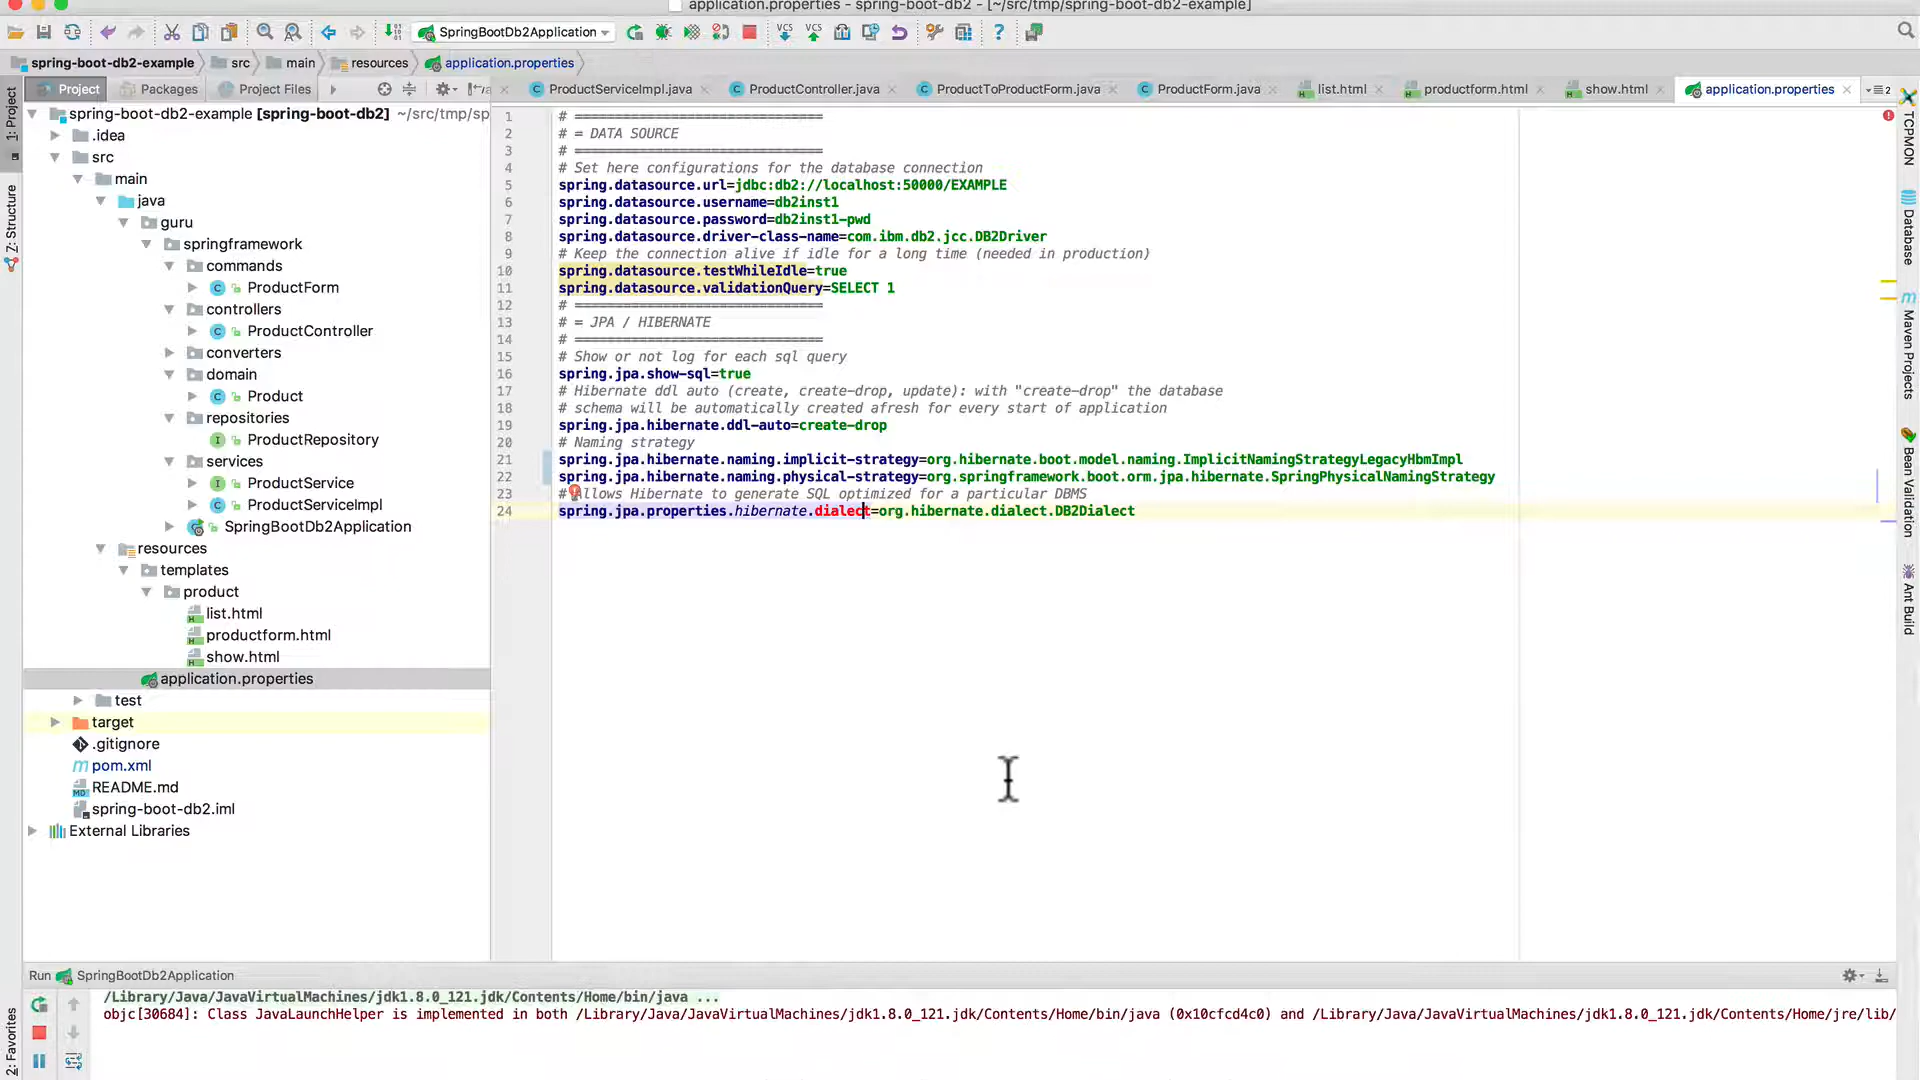 application.properties - spring-boot-db2 - [~/src/tmp/spring-boot-db2-example]
SpringBootDb2Application
VCS VCS
spring-boot-db2-example src main resources application.properties
Project Packages Project Files
ProductServiceImpl.java ProductController.java ProductToProductForm.java ProductForm.java list.html productform.html show.html application.properties
1: Project
Z: Structure
2: Favorites
spring-boot-db2-example [spring-boot-db2] ~/src/tmp/sp
.idea
src
main
java
guru
springframework
commands
ProductForm
controllers
ProductController
converters
domain
Product
repositories
ProductRepository
services
ProductService
ProductServiceImpl
SpringBootDb2Application
resources
templates
product
list.html
productform.html
show.html
application.properties
test
target
.gitignore
pom.xml
README.md
spring-boot-db2.iml
External Libraries
1 # ===============================
2 # = DATA SOURCE
3 # ===============================
4 # Set here configurations for the database connection
5 spring.datasource.url=jdbc:db2://localhost:50000/EXAMPLE
6 spring.datasource.username=db2inst1
7 spring.datasource.password=db2inst1-pwd
8 spring.datasource.driver-class-name=com.ibm.db2.jcc.DB2Driver
9 # Keep the connection alive if idle for a long time (needed in production)
10 spring.datasource.testWhileIdle=true
11 spring.datasource.validationQuery=SELECT 1
12 # ===============================
13 # = JPA / HIBERNATE
14 # ===============================
15 # Show or not log for each sql query
16 spring.jpa.show-sql=true
17 # Hibernate ddl auto (create, create-drop, update): with "create-drop" the database
18 # schema will be automatically created afresh for every start of application
19 spring.jpa.hibernate.ddl-auto=create-drop
20 # Naming strategy
21 spring.jpa.hibernate.naming.implicit-strategy=org.hibernate.boot.model.naming.ImplicitNamingStrategyLegacyHbmImpl
22 spring.jpa.hibernate.naming.physical-strategy=org.springframework.boot.orm.jpa.hibernate.SpringPhysicalNamingStrategy
23 # Allows Hibernate to generate SQL optimized for a particular DBMS
24 spring.jpa.properties.hibernate.dialect=org.hibernate.dialect.DB2Dialect
TCPMON
Database
Maven Projects
Bean Validation
Ant Build
Run SpringBootDb2Application
/Library/Java/JavaVirtualMachines/jdk1.8.0_121.jdk/Contents/Home/bin/java ...
objc[30684]: Class JavaLaunchHelper is implemented in both /Library/Java/JavaVirtualMachines/jdk1.8.0_121.jdk/Contents/Home/bin/java (0x10cfcd4c0) and /Library/Java/JavaVirtualMachines/jdk1.8.0_121.jdk/Contents/Home/jre/lib/